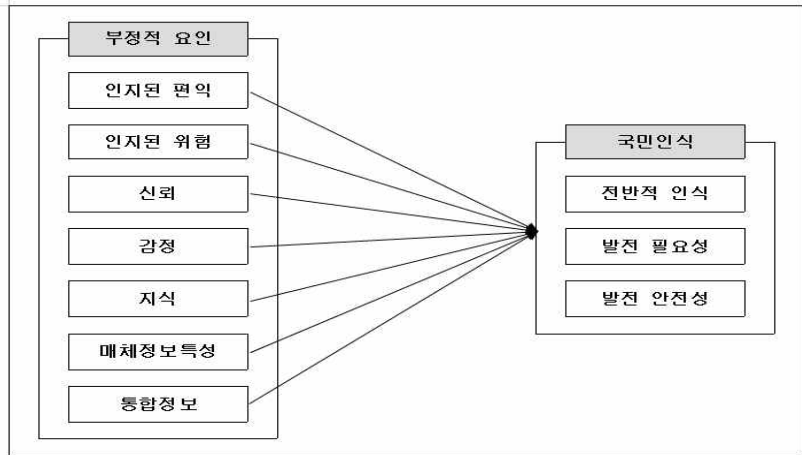 부정적 요인
인지된 편익
인지된 위험
신뢰
감정
지식
매체정보특성
통합정보
국민인식
전반적 인식
발전 필요성
발전 안전성